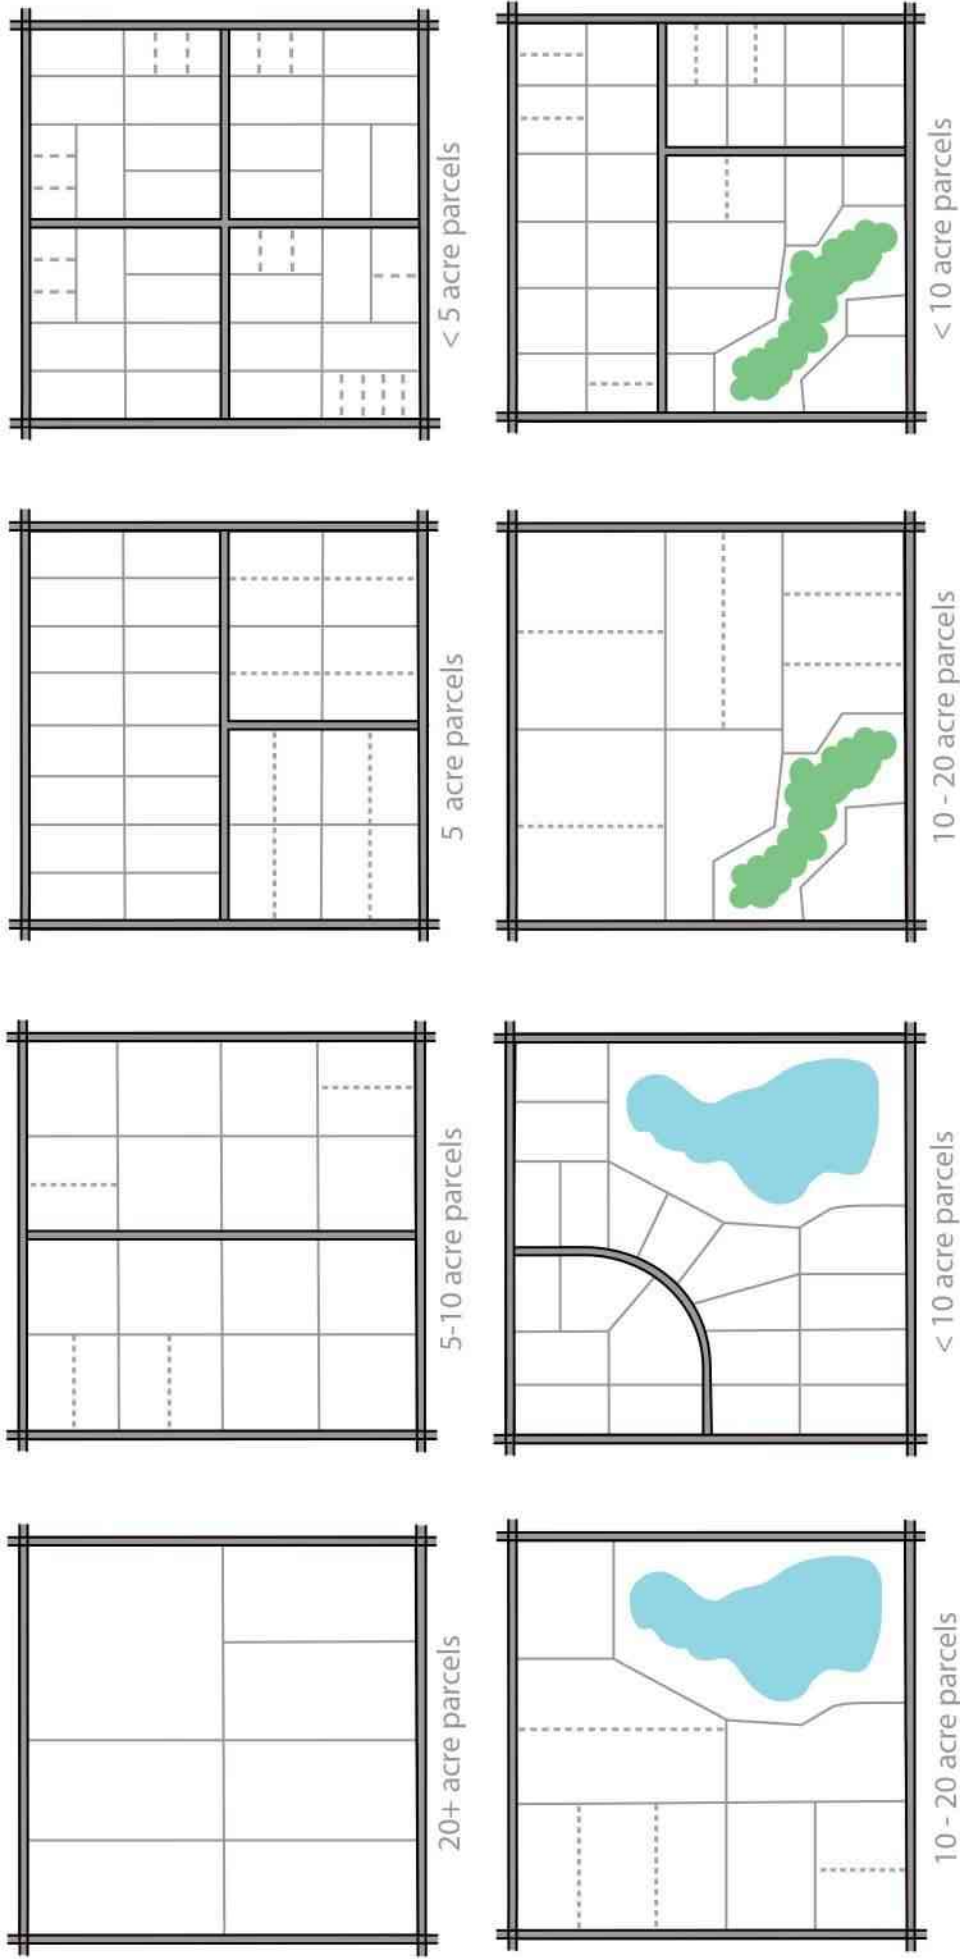 < 5 acre parcels
< 10 acre parcels
5 acre parcels
10 - 20 acre parcels
5-10 acre parcels
< 10 acre parcels
20+ acre parcels
10 - 20 acre parcels